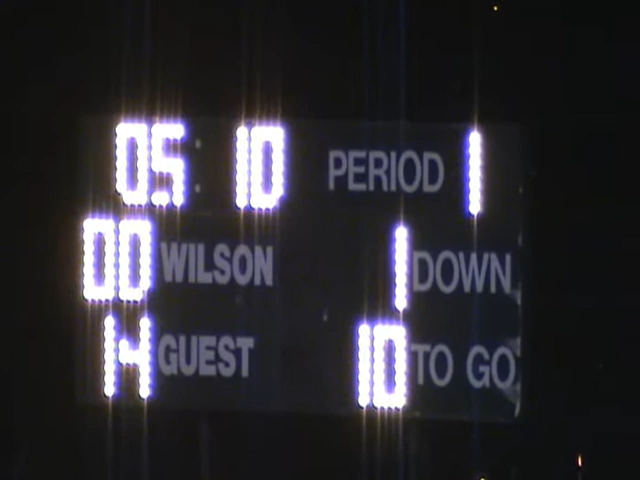 05:10 PERIOD 1
00 WILSON 1 DOWN
14 GUEST 10 TO GO